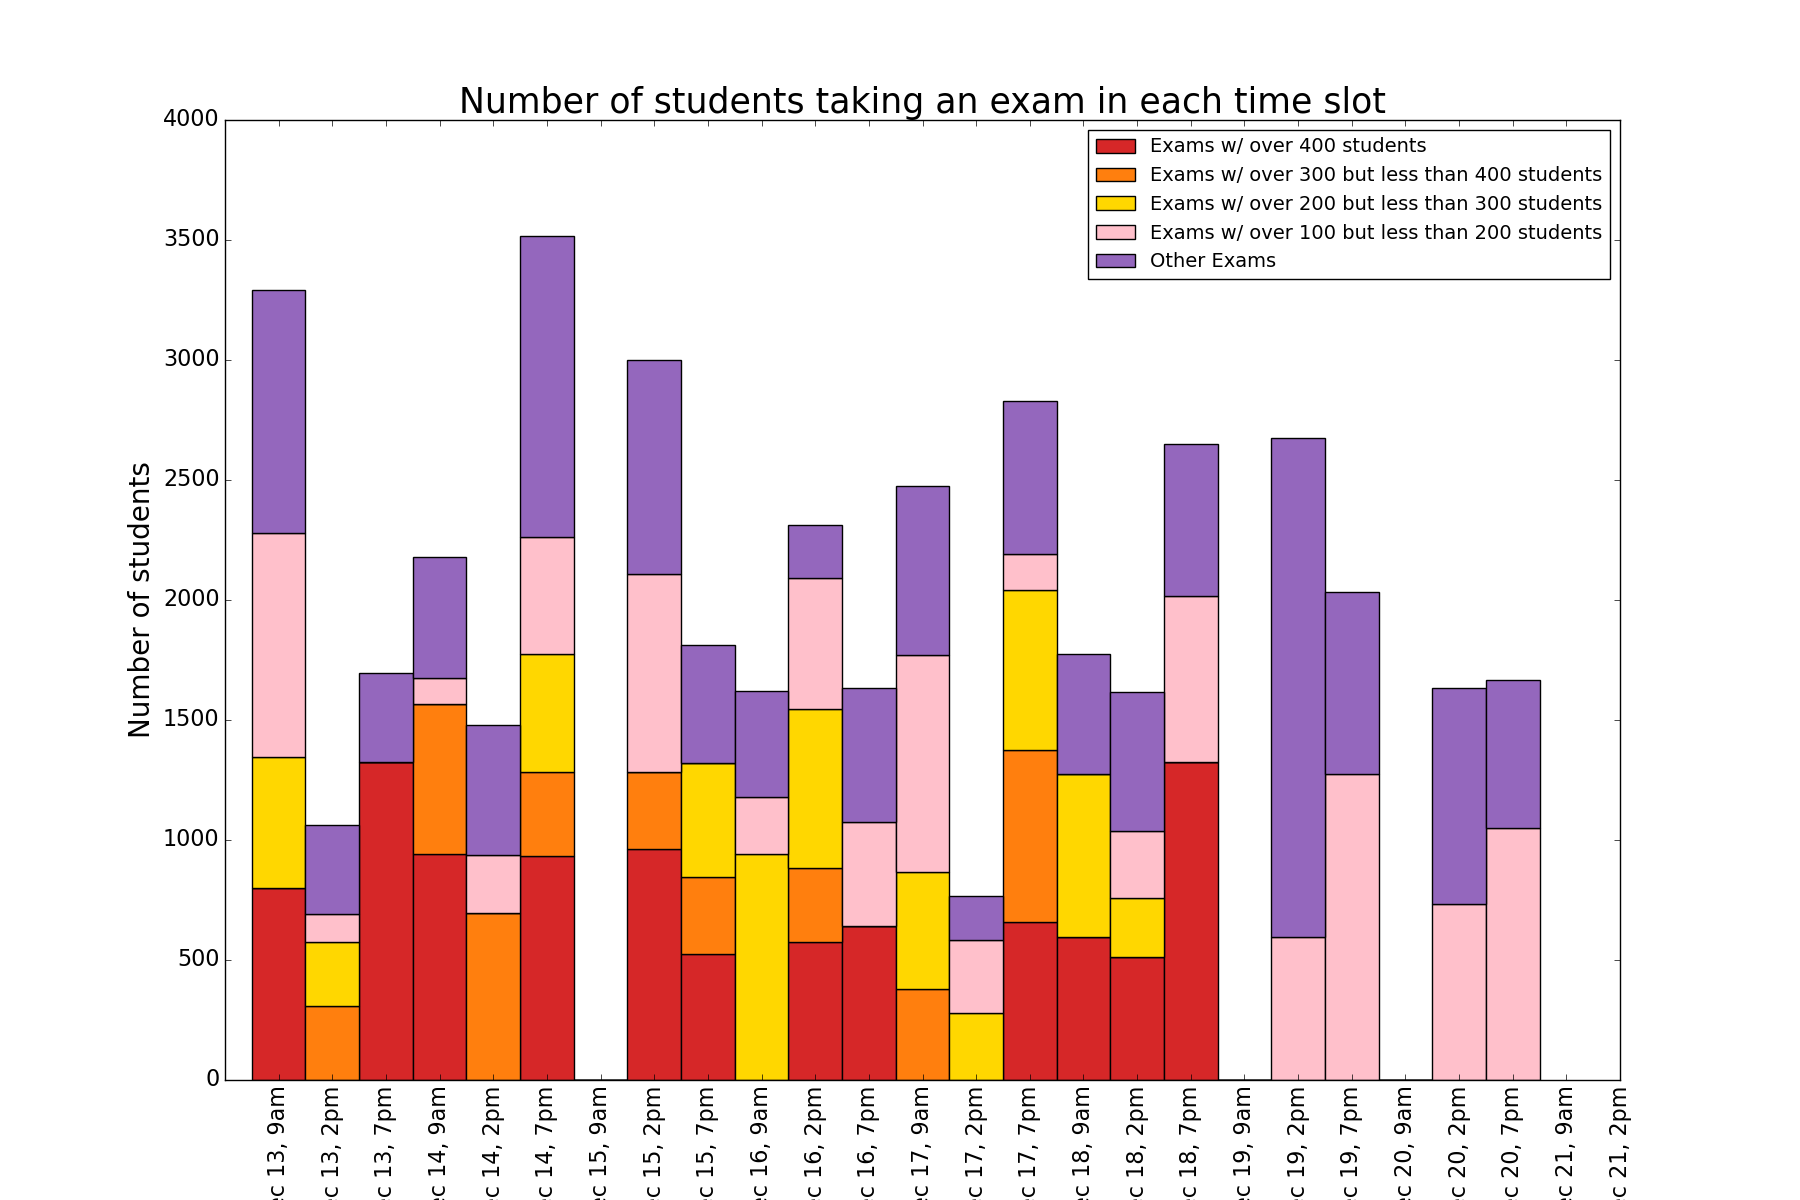 Number of students taking an exam in each time slot
Exams w/ over 400 students
Exams w/ over 300 but less than 400 students
Exams w/ over 200 but less than 300 students
Exams w/ over 100 but less than 200 students
Other Exams
Number of students
4000
3500
3000
2500
2000
1500
1000
500
0
13, 9am
13, 2pm
13, 7pm
14, 9am
14, 2pm
14, 7pm
15, 9am
15, 2pm
15, 7pm
16, 9am
16, 2pm
16, 7pm
17, 9am
17, 2pm
17, 7pm
18, 9am
18, 2pm
18, 7pm
19, 9am
19, 2pm
19, 7pm
20, 9am
20, 2pm
20, 7pm
21, 9am
21, 2pm